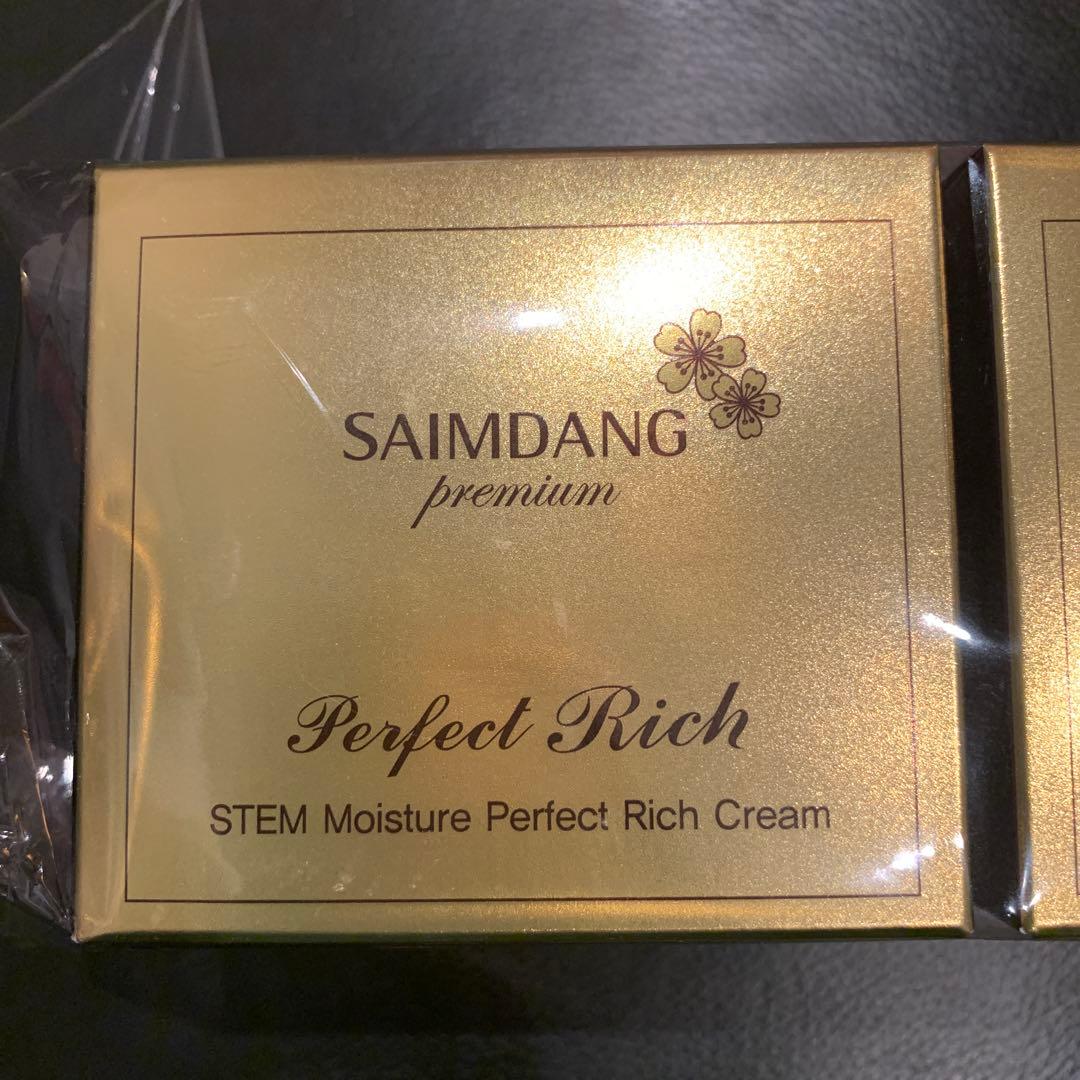 SAIMDANG
premium
Perfect Rich
STEM Moisture Perfect Rich Cream